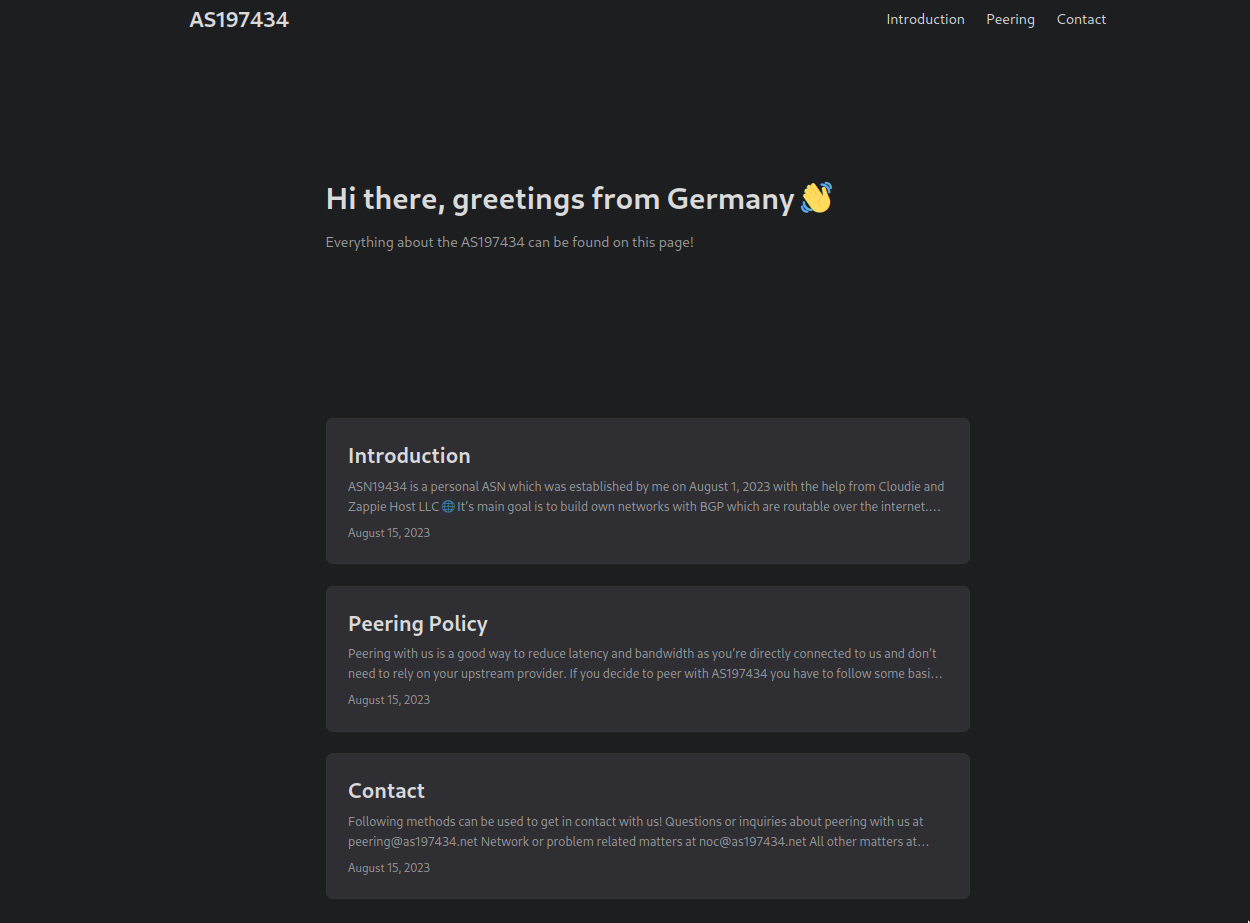 AS197434
Introduction Peering Contact
Hi there, greetings from Germany 👋
Everything about the AS197434 can be found on this page!
Introduction
ASN19434 is a personal ASN which was established by me on August 1, 2023 with the help from Cloudie and
Zappie Host LLC 🌐 It’s main goal is to build own networks with BGP which are routable over the internet.…
August 15, 2023
Peering Policy
Peering with us is a good way to reduce latency and bandwidth as you’re directly connected to us and don’t
need to rely on your upstream provider. If you decide to peer with AS197434 you have to follow some basi…
August 15, 2023
Contact
Following methods can be used to get in contact with us! Questions or inquiries about peering with us at
peering@as197434.net Network or problem related matters at noc@as197434.net All other matters at…
August 15, 2023